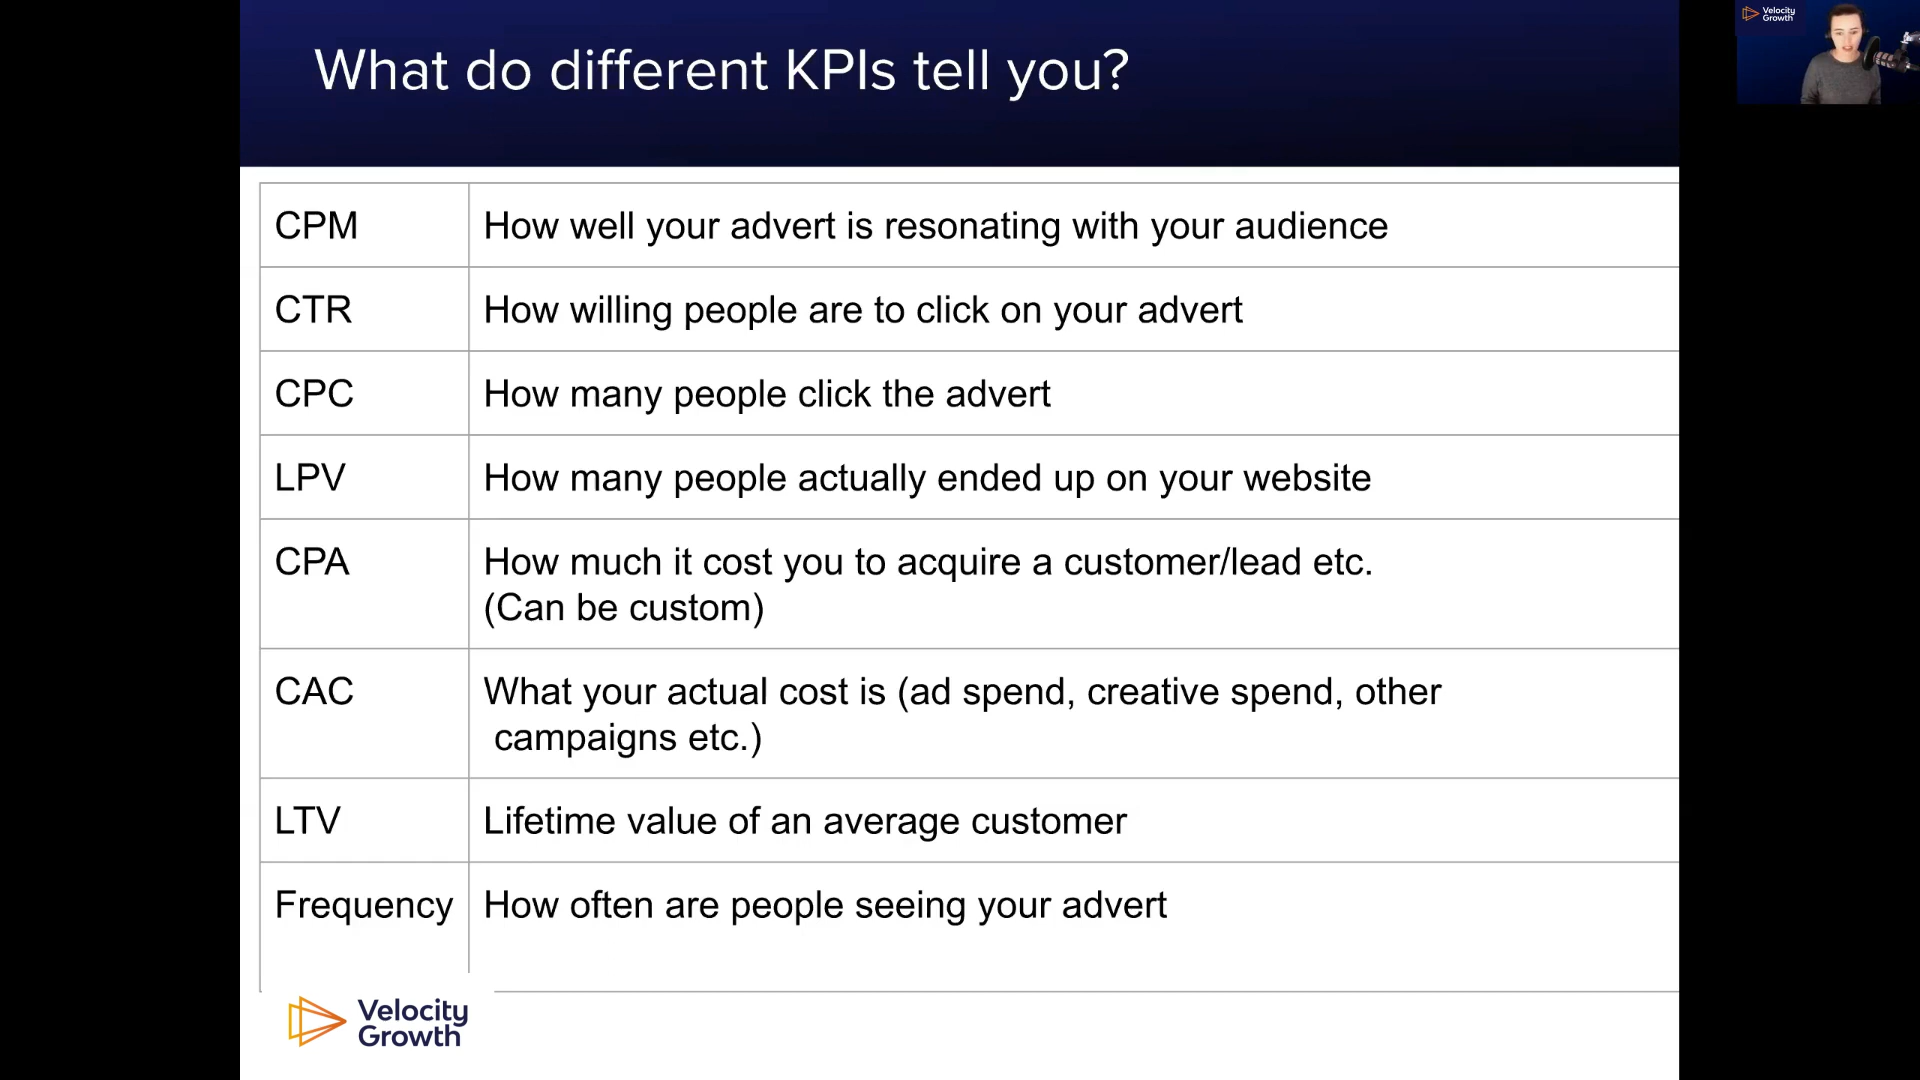 What do different KPIs tell you?
Velocity
Growth
CPM How well your advert is resonating with your audience
CTR How willing people are to click on your advert
CPC How many people click the advert
LPV How many people actually ended up on your website
CPA How much it cost you to acquire a customer/lead etc.
(Can be custom)
CAC What your actual cost is (ad spend, creative spend, other
campaigns etc.)
LTV Lifetime value of an average customer
Frequency How often are people seeing your advert
Velocity
Growth